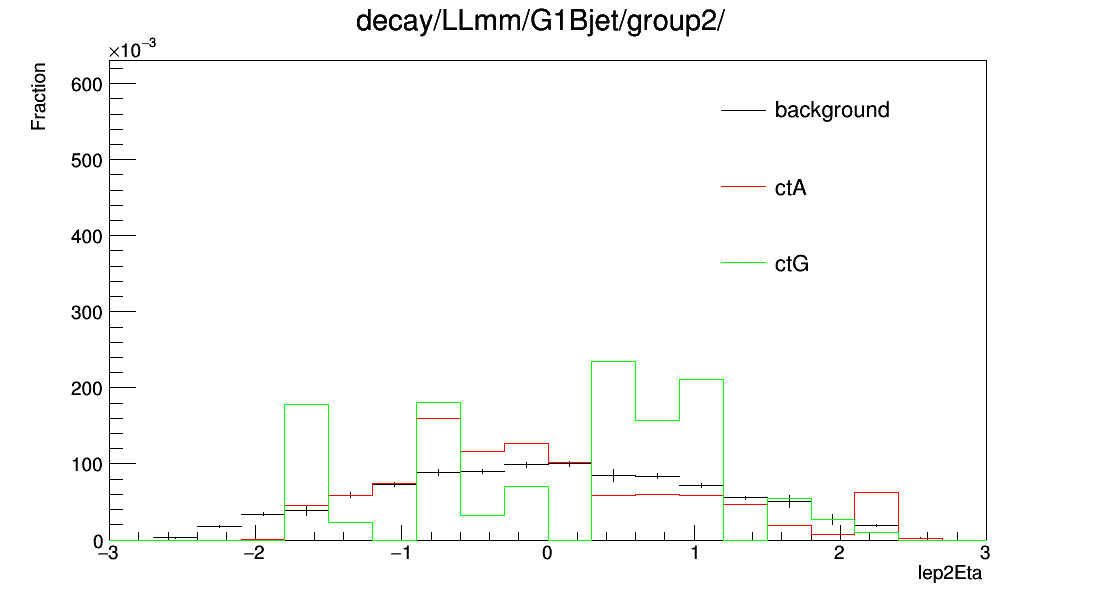 decay/LLmm/G1Bjet/group2/
×10⁻³
Fraction
600
500
400
300
200
100
0
background
ctA
ctG
−3 −2 −1 0 1 2 3
lep2Eta